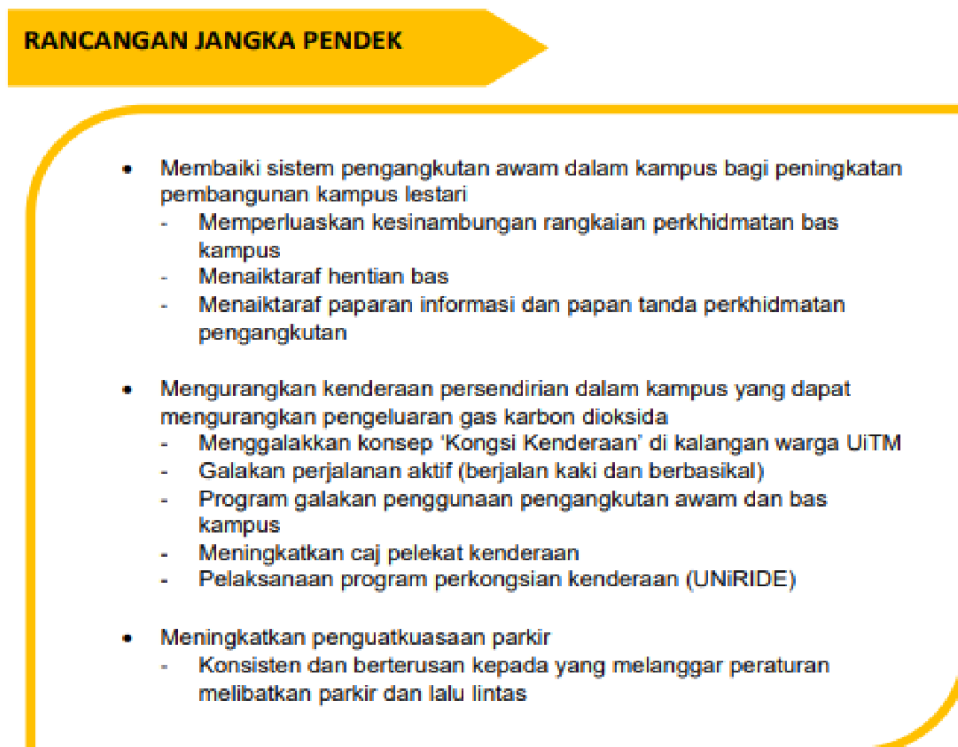 RANCANGAN JANGKA PENDEK
• Membaiki sistem pengangkutan awam dalam kampus bagi peningkatan
pembangunan kampus lestari
- Memperluaskan kesinambungan rangkaian perkhidmatan bas
kampus
- Menaiktaraf hentian bas
- Menaiktaraf paparan informasi dan papan tanda perkhidmatan
pengangkutan
• Mengurangkan kenderaan persendirian dalam kampus yang dapat
mengurangkan pengeluaran gas karbon dioksida
- Menggalakkan konsep ‘Kongsi Kenderaan’ di kalangan warga UiTM
- Galakan perjalanan aktif (berjalan kaki dan berbasikal)
- Program galakan penggunaan pengangkutan awam dan bas
kampus
- Meningkatkan caj pelekat kenderaan
- Pelaksanaan program perkongsian kenderaan (UNiRIDE)
• Meningkatkan penguatkuasaan parkir
- Konsisten dan berterusan kepada yang melanggar peraturan
melibatkan parkir dan lalu lintas